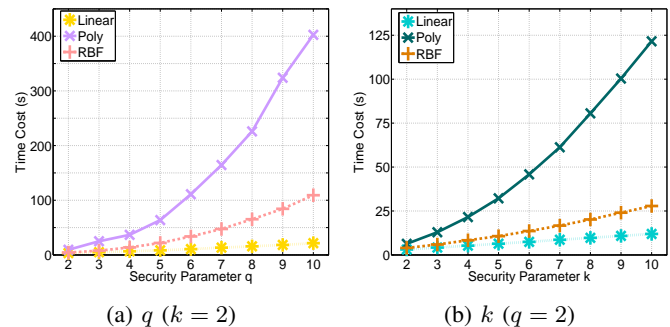 Linear
Poly
RBF
400
300
200
100
0
Time Cost (s)
2 3 4 5 6 7 8 9 10
Security Parameter q
(a) q (k = 2)
Linear
Poly
RBF
125
100
75
50
25
0
Time Cost (s)
2 3 4 5 6 7 8 9 10
Security Parameter k
(b) k (q = 2)